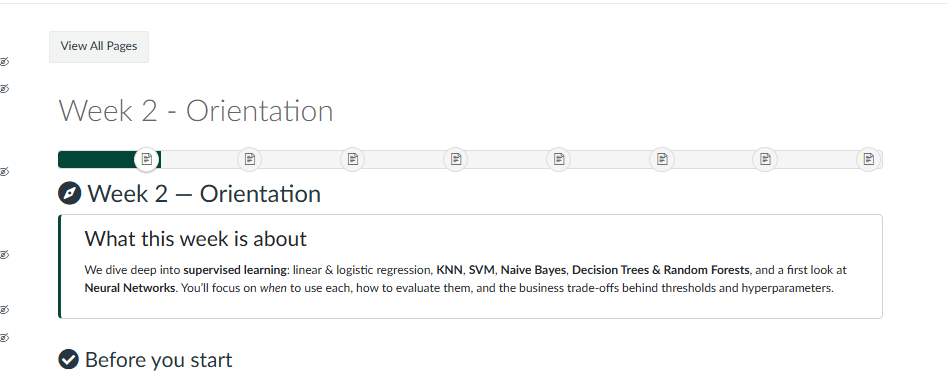 View All Pages
Week 2 - Orientation
Week 2 — Orientation
What this week is about
We dive deep into supervised learning: linear & logistic regression, KNN, SVM, Naive Bayes, Decision Trees & Random Forests, and a first look at
Neural Networks. You'll focus on when to use each, how to evaluate them, and the business trade-offs behind thresholds and hyperparameters.
Before you start